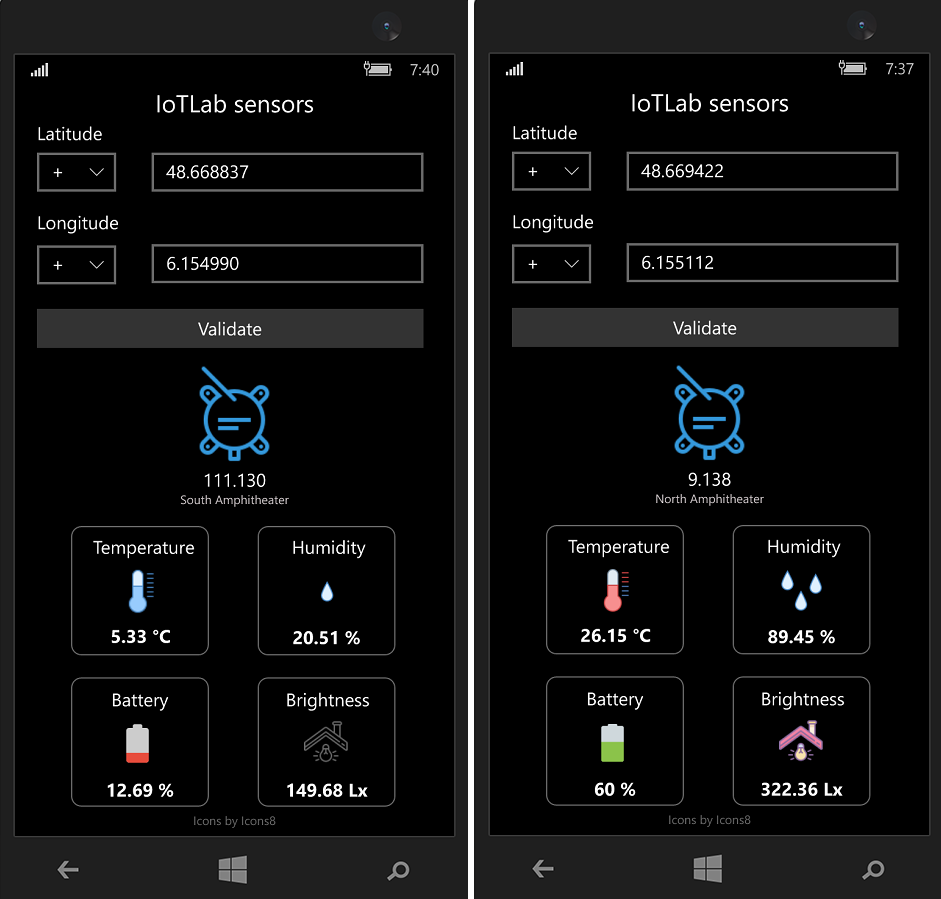 7:40
IoTLab sensors
Latitude
+ 48.668837
Longitude
+ 6.154990
Validate
111.130
South Amphitheater
Temperature Humidity
5.33 °C 20.51 %
Battery Brightness
12.69 % 149.68 Lx
Icons by Icons8
7:37
IoTLab sensors
Latitude
+ 48.669422
Longitude
+ 6.155112
Validate
9.138
North Amphitheater
Temperature Humidity
26.15 °C 89.45 %
Battery Brightness
60 % 322.36 Lx
Icons by Icons8